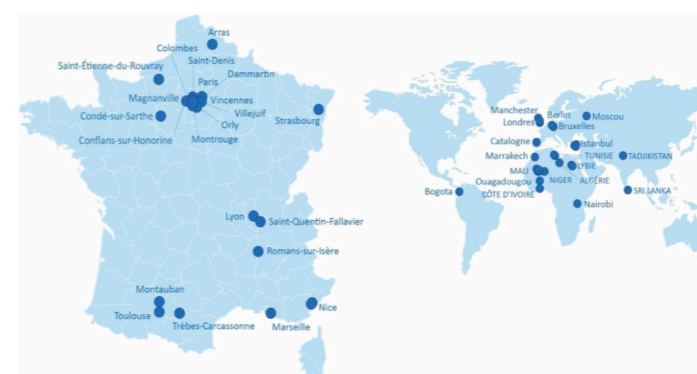 Arras
Colombes
Saint-Denis
Saint-Étienne-du-Rouvray
Paris
Dammartin
Magnanville
Vincennes
Villejuif
Condé-sur-Sarthe
Orly
Strasbourg
Conflans-sur-Honorine
Montrouge
Lyon
Saint-Quentin-Fallavier
Romans-sur-Isère
Montauban
Nice
Toulouse
Trèbes-Carcassonne
Marseille
Manchester
Berlin
Londres
Moscou
Bruxelles
Catalogne
Istanbul
Marrakech
TUNISIE
TADJIKISTAN
LYBIE
MALI
Ouagadougou
NIGER
ALGÉRIE
Bogota
CÔTE D'IVOIRE
SRI LANKA
Nairobi